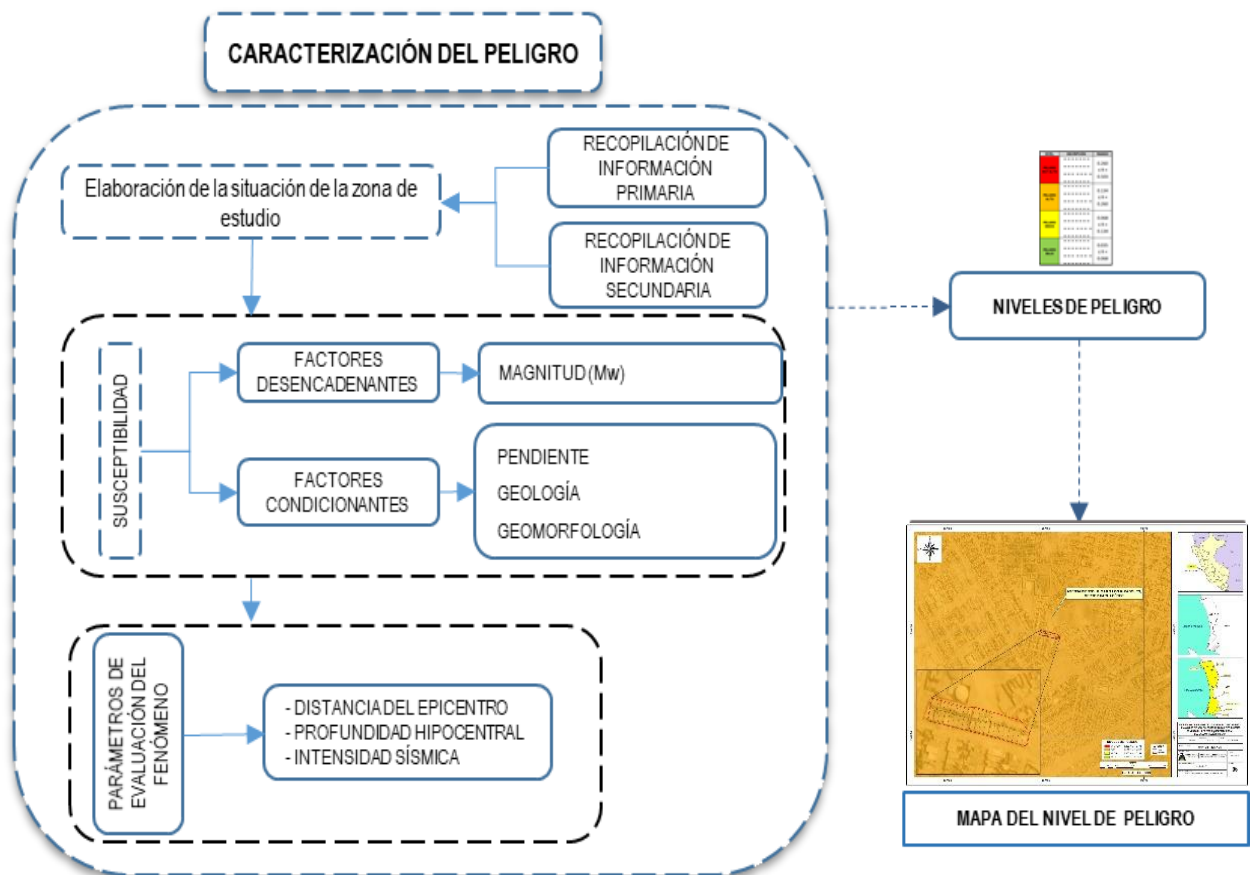 CARACTERIZACIÓN DEL PELIGRO
Elaboración de la situación de la zona de
estudio
RECOPILACIÓN DE
INFORMACIÓN
PRIMARIA
RECOPILACIÓN DE
INFORMACIÓN
SECUNDARIA
SUSCEPTIBILIDAD
FACTORES
DESENCADENANTES
MAGNITUD (Mw)
FACTORES
CONDICIONANTES
PENDIENTE
GEOLOGÍA
GEOMORFOLOGÍA
PARÁMETROS DE
EVALUACIÓN DEL
FENÓMENO
- DISTANCIA DEL EPICENTRO
- PROFUNDIDAD HIPOCENTRAL
- INTENSIDAD SÍSMICA
NIVELES DE PELIGRO
MAPA DEL NIVEL DE PELIGRO